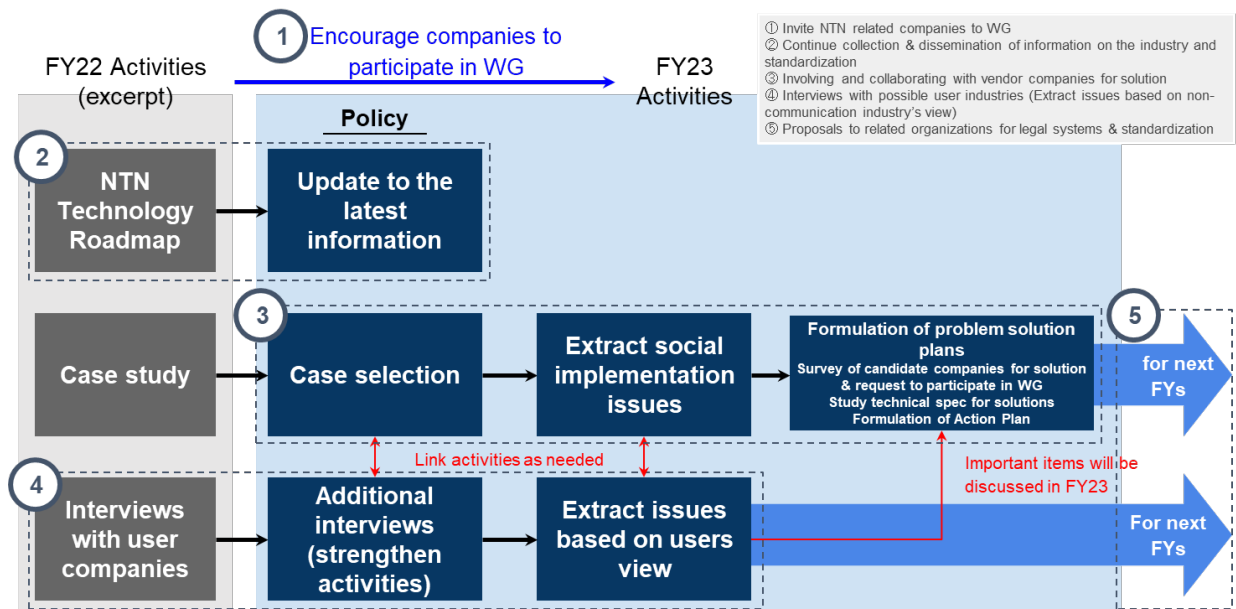 1
Encourage companies to
participate in WG
FY22 Activities
(excerpt)
FY23
Activities
① Invite NTN related companies to WG
② Continue collection & dissemination of information on the industry and
standardization
③ Involving and collaborating with vendor companies for solution
④ Interviews with possible user industries (Extract issues based on non-
communication industry's view)
⑤ Proposals to related organizations for legal systems & standardization
Policy
2
NTN
Technology
Roadmap
Update to the
latest
information
3
5
Case study
Case selection
Extract social
implementation
issues
Formulation of problem solution
plans
Survey of candidate companies for solution
& request to participate in WG
Study technical spec for solutions
Formulation of Action Plan
for next
FYs
Link activities as needed
Important items will be
discussed in FY23
4
Interviews
with user
companies
Additional
interviews
(strengthen
activities)
Extract issues
based on users
view
For next
FYs